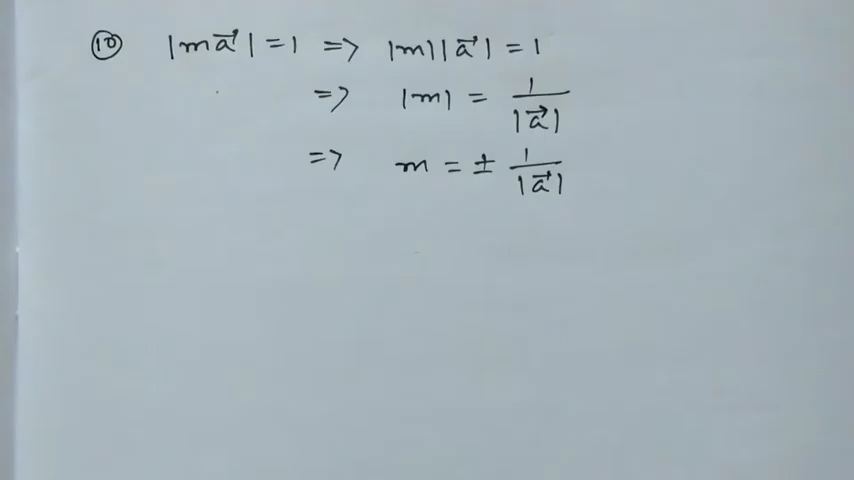 ⑩ |m a⃗| = 1 => |m||a⃗| = 1
=> |m| = 1/|a⃗|
=> m = ± 1/|a⃗|